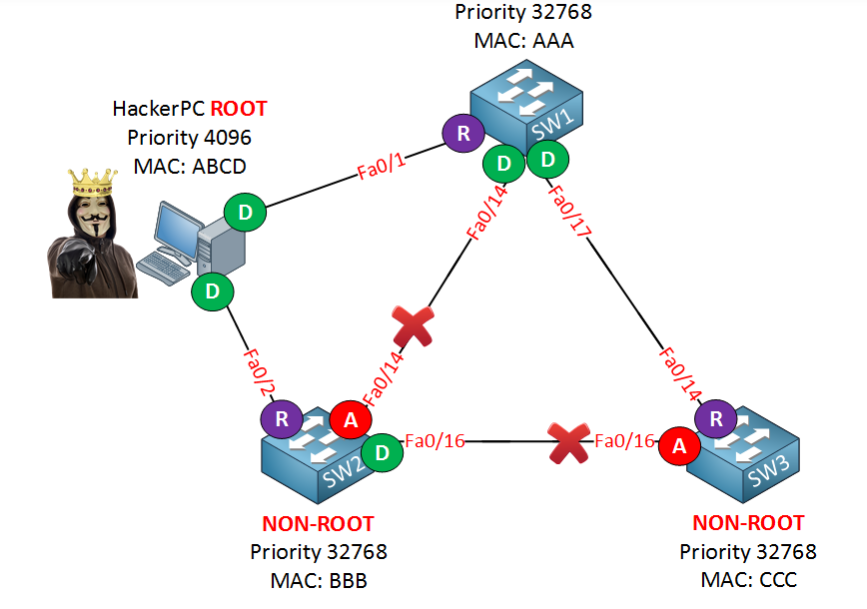 Priority 32768
MAC: AAA
SW1
HackerPC ROOT
Priority 4096
MAC: ABCD
R
D
D
D
D
Fa0/1
Fa0/14
Fa0/17
Fa0/2
Fa0/14
Fa0/14
R
A
D
Fa0/16
Fa0/16
A
R
SW2
SW3
NON-ROOT
Priority 32768
MAC: BBB
NON-ROOT
Priority 32768
MAC: CCC